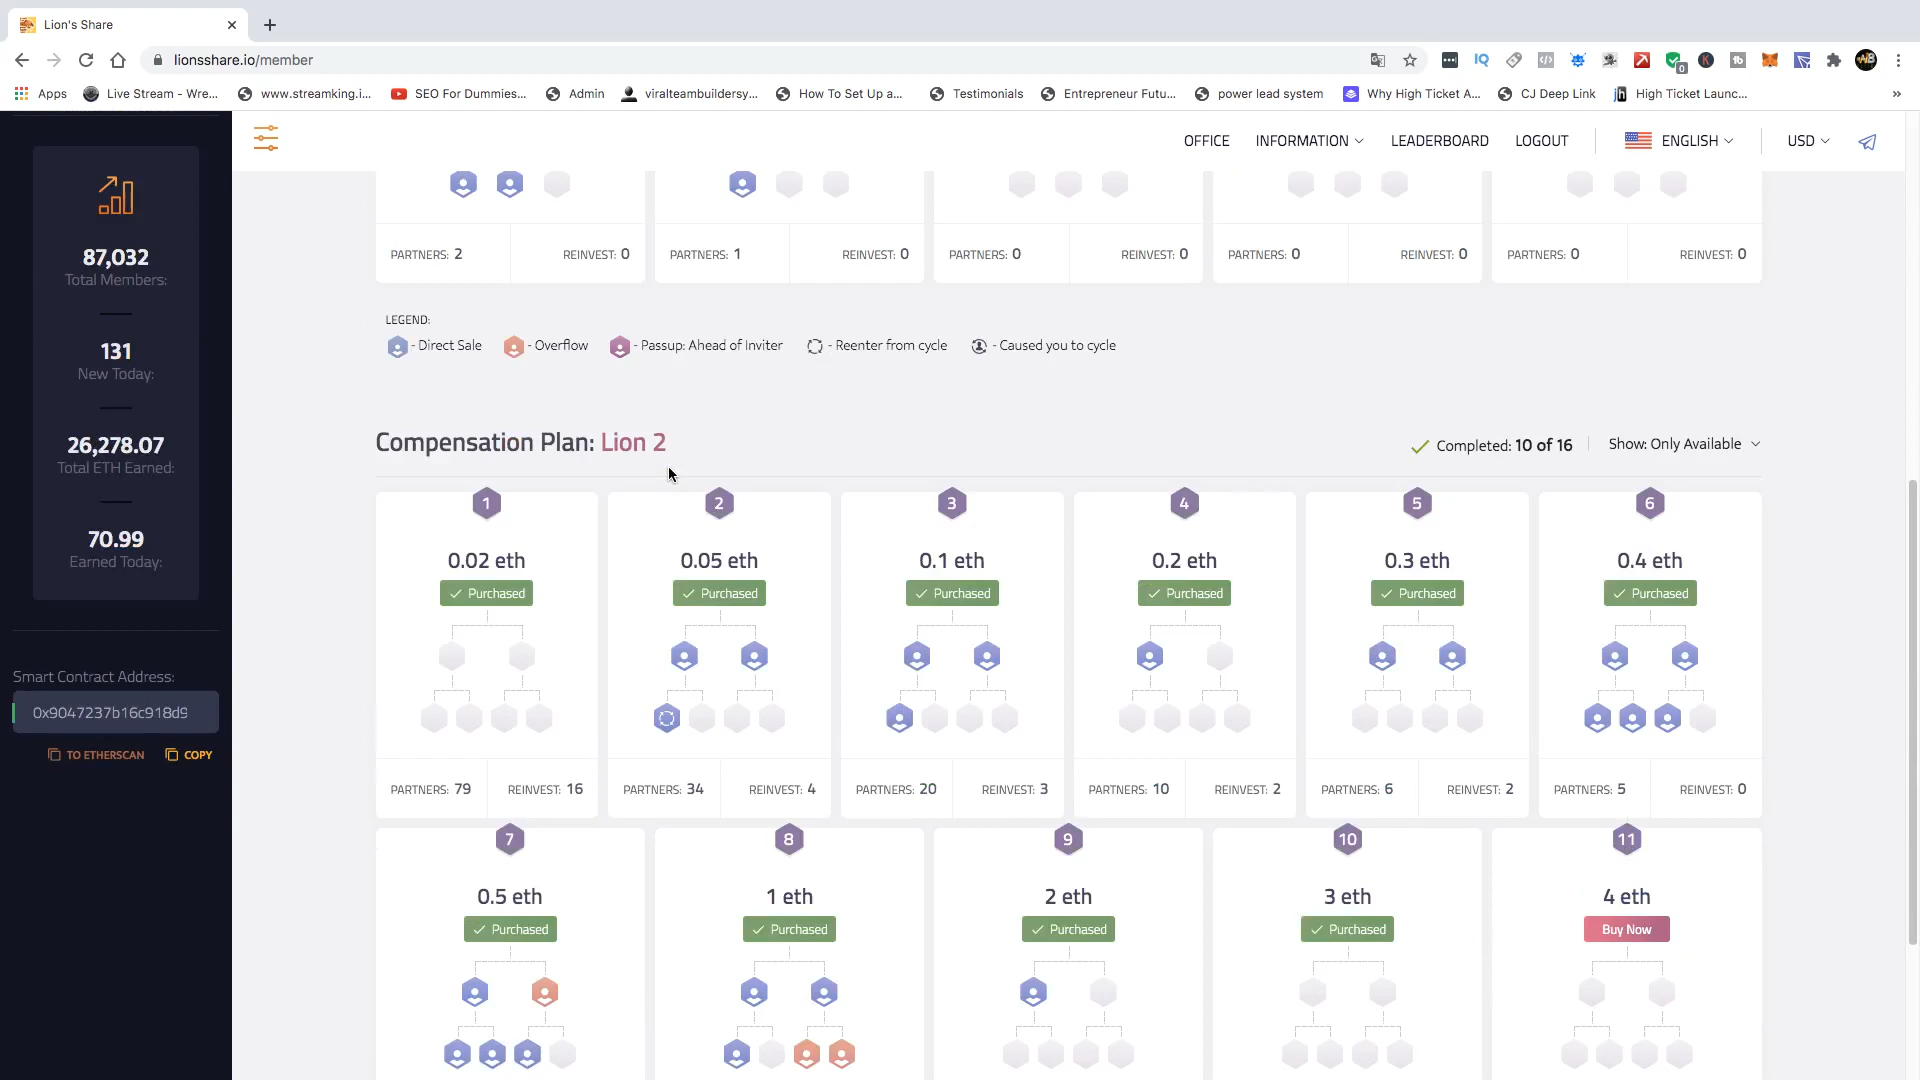 Lion's Share
lionsshare.io/member
Apps
Live Stream - Wre...
www.streamking.i...
SEO For Dummies...
Admin
viralteambuildersy...
How To Set Up a...
Testimonials
Entrepreneur Futu...
power lead system
Why High Ticket A...
CJ Deep Link
High Ticket Launc...
OFFICE
INFORMATION
LEADERBOARD
LOGOUT
ENGLISH
USD
87,032
Total Members:
131
New Today:
26,278.07
Total ETH Earned:
70.99
Earned Today:
Smart Contract Address:
0x9047237b16c918d9
TO ETHERSCAN
COPY
PARTNERS: 2
REINVEST: 0
PARTNERS: 1
REINVEST: 0
PARTNERS: 0
REINVEST: 0
PARTNERS: 0
REINVEST: 0
PARTNERS: 0
REINVEST: 0
LEGEND:
- Direct Sale
- Overflow
- Passup: Ahead of Inviter
- Reenter from cycle
- Caused you to cycle
Compensation Plan: Lion 2
Completed: 10 of 16
Show: Only Available
1
0.02 eth
Purchased
PARTNERS: 79
REINVEST: 16
2
0.05 eth
Purchased
PARTNERS: 34
REINVEST: 4
3
0.1 eth
Purchased
PARTNERS: 20
REINVEST: 3
4
0.2 eth
Purchased
PARTNERS: 10
REINVEST: 2
5
0.3 eth
Purchased
PARTNERS: 6
REINVEST: 2
6
0.4 eth
Purchased
PARTNERS: 5
REINVEST: 0
7
0.5 eth
Purchased
8
1 eth
Purchased
9
2 eth
Purchased
10
3 eth
Purchased
11
4 eth
Buy Now